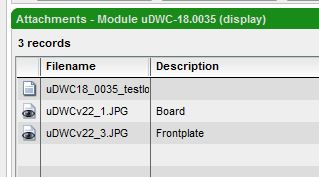 Attachments - Module uDWC-18.0035 (display)
3 records
Filename Description
uDWC18_0035_testlo
uDWCv22_1.JPG Board
uDWCv22_3.JPG Frontplate